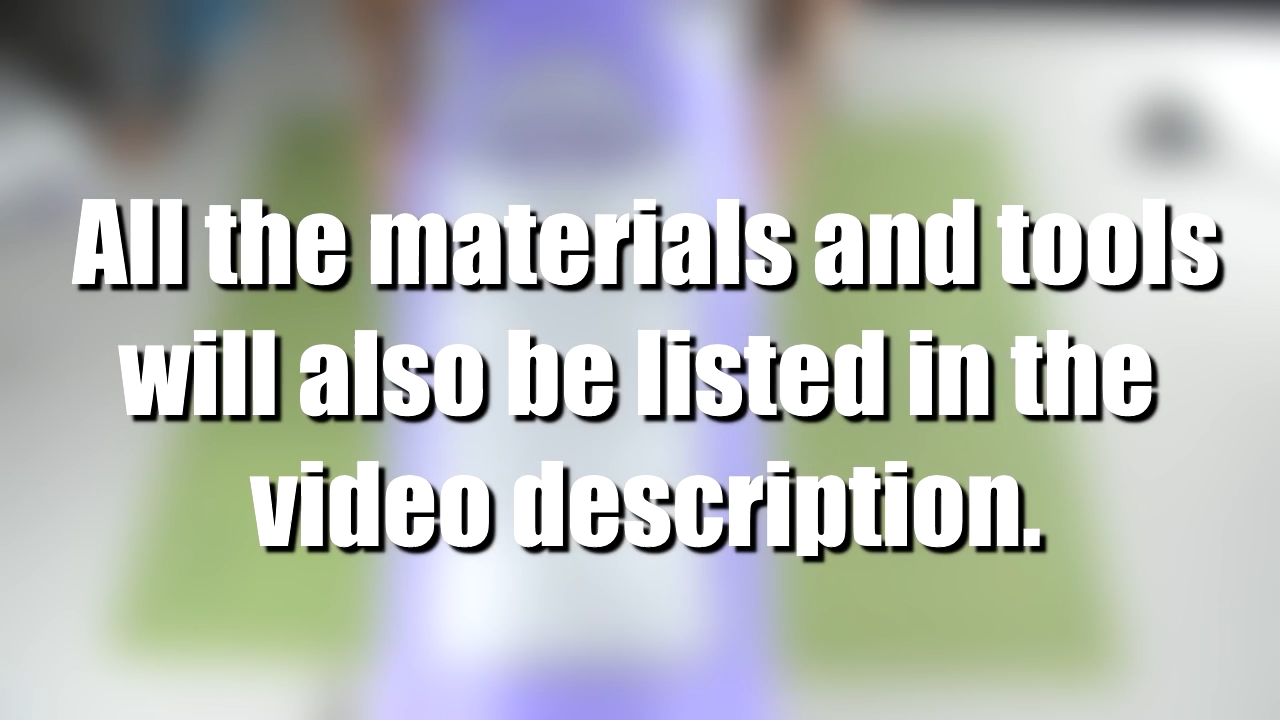 All the materials and tools
will also be listed in the
video description.